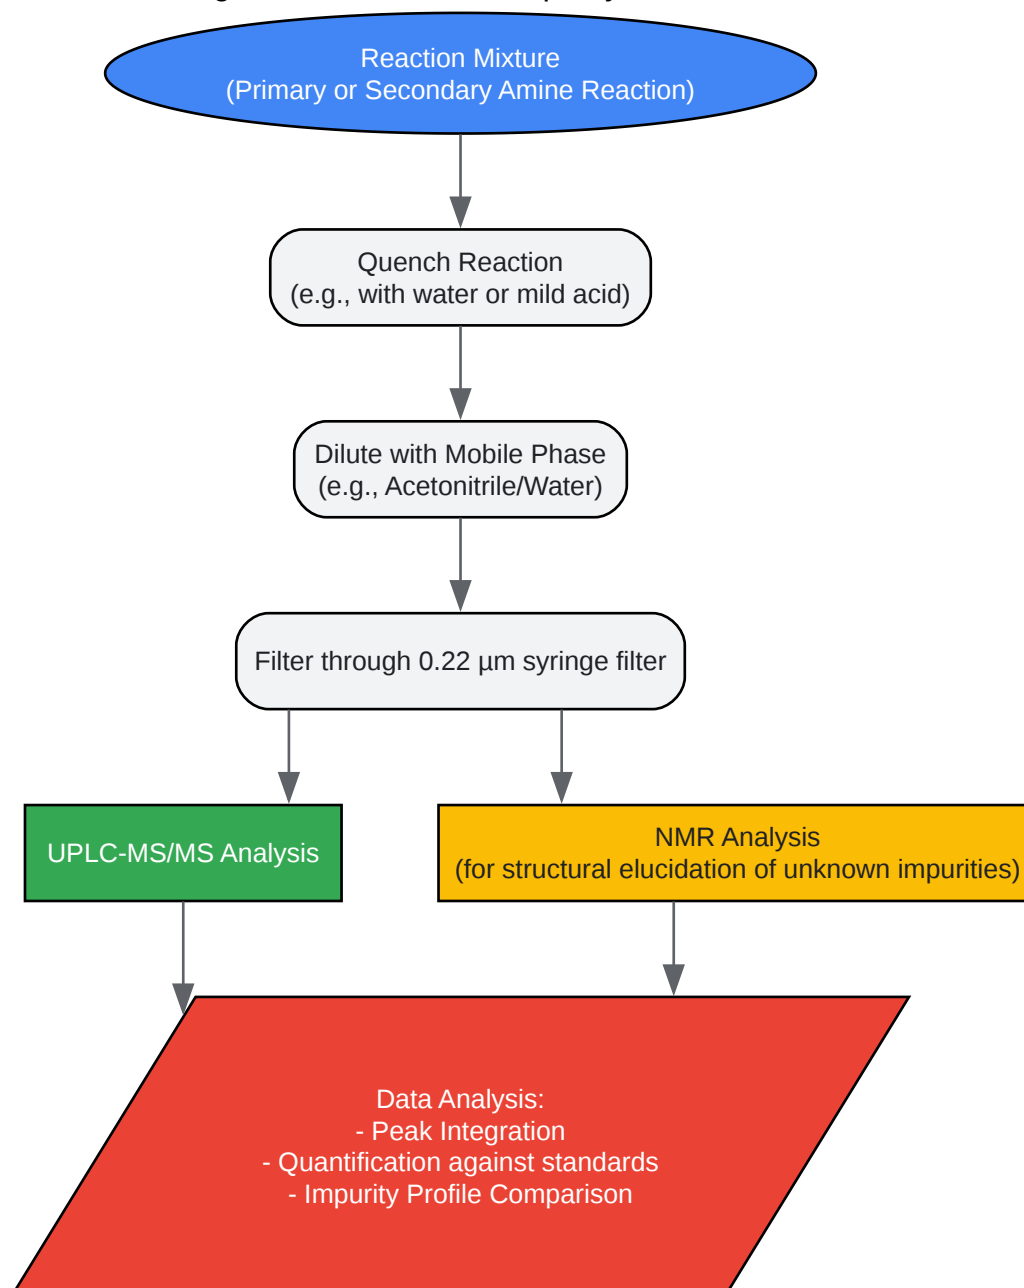 Reaction Mixture
(Primary or Secondary Amine Reaction)
Quench Reaction
(e.g., with water or mild acid)
Dilute with Mobile Phase
(e.g., Acetonitrile/Water)
Filter through 0.22 µm syringe filter
UPLC-MS/MS Analysis
NMR Analysis
(for structural elucidation of unknown impurities)
Data Analysis:
- Peak Integration
- Quantification against standards
- Impurity Profile Comparison